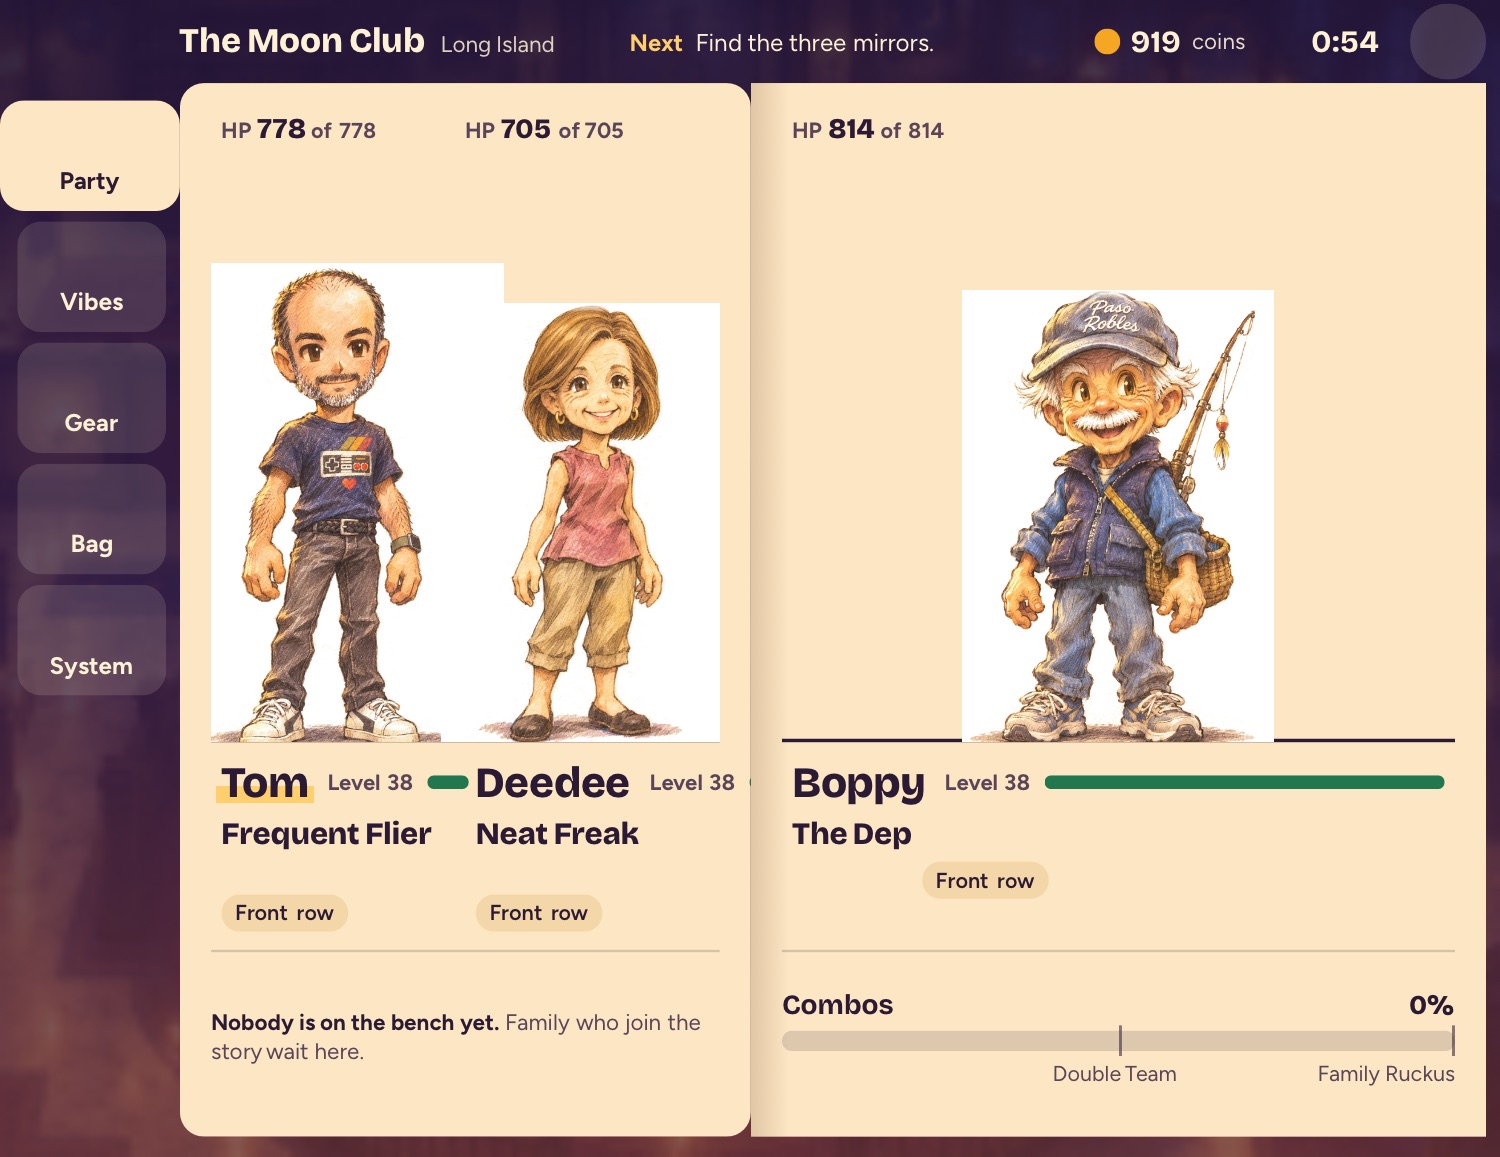 The Moon Club Long Island
Next Find the three mirrors.
919 coins
0:54
Party
Vibes
Gear
Bag
System
HP 778 of 778
HP 705 of 705
HP 814 of 814
Paso
Robles
Tom Level 38
Frequent Flier
Front row
Deedee Level 38
Neat Freak
Front row
Boppy Level 38
The Dep
Front row
Nobody is on the bench yet. Family who join the
story wait here.
Combos 0%
Double Team
Family Ruckus